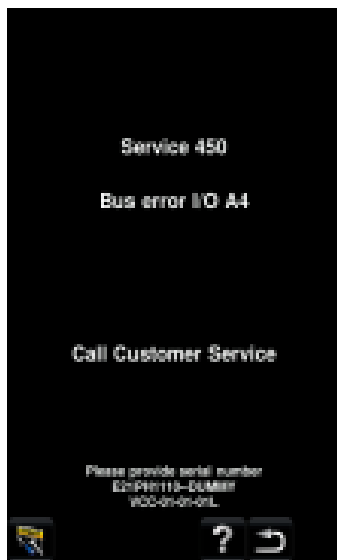 Service 450
Bus error I/O A4
Call Customer Service
Please provide serial number
?